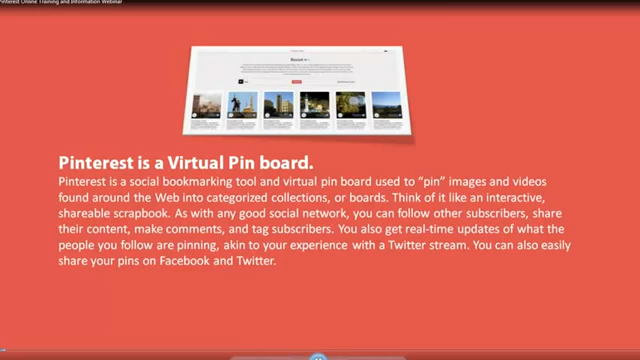 Pinterest Online Training and Information Webinar
Pinterest is a Virtual Pin board.
Pinterest is a social bookmarking tool and virtual pin board used to “pin” images and videos
found around the Web into categorized collections, or boards. Think of it like an interactive,
shareable scrapbook. As with any good social network, you can follow other subscribers, share
their content, make comments, and tag subscribers. You also get real-time updates of what the
people you follow are pinning, akin to your experience with a Twitter stream. You can also easily
share your pins on Facebook and Twitter.